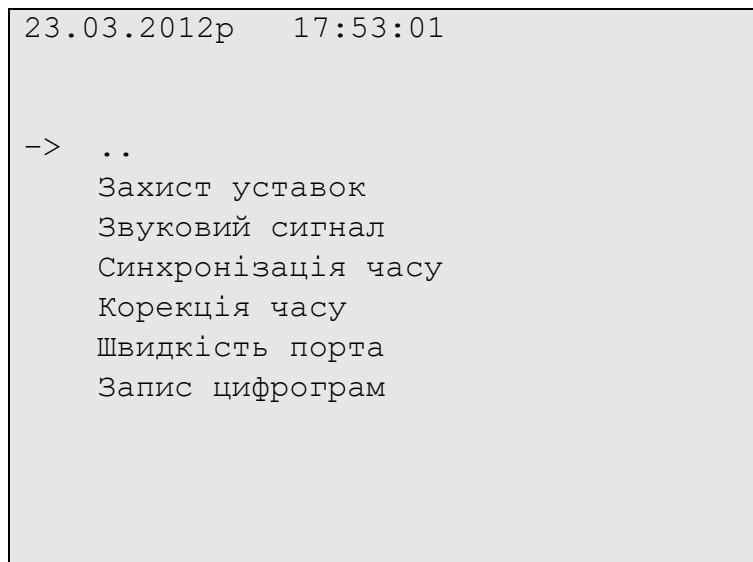 23.03.2012р   17:53:01
->  ..
Захист уставок
Звуковий сигнал
Синхронізація часу
Корекція часу
Швидкість порта
Запис цифрограм